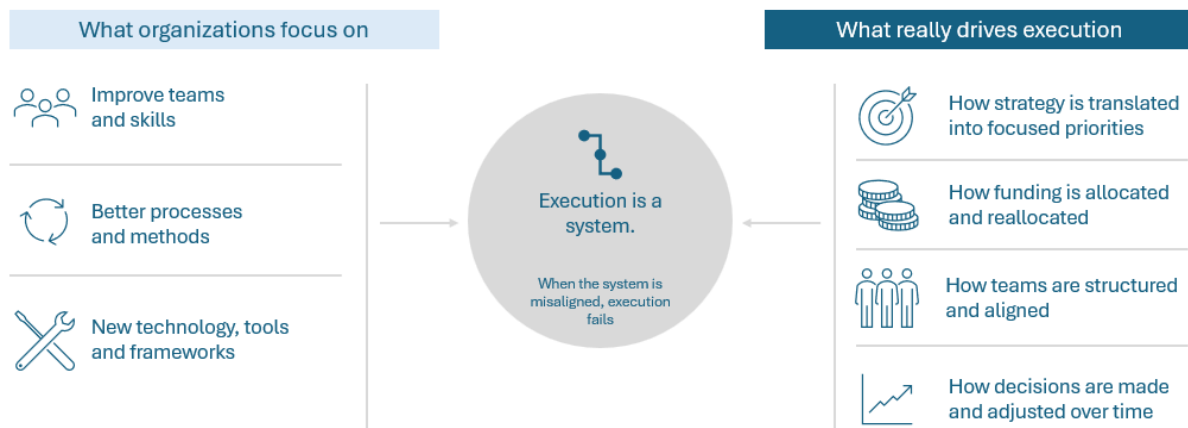 What organizations focus on
Improve teams
and skills
Better processes
and methods
New technology, tools
and frameworks
Execution is a
system.
When the system is
misaligned, execution
fails
What really drives execution
How strategy is translated
into focused priorities
How funding is allocated
and reallocated
How teams are structured
and aligned
How decisions are made
and adjusted over time